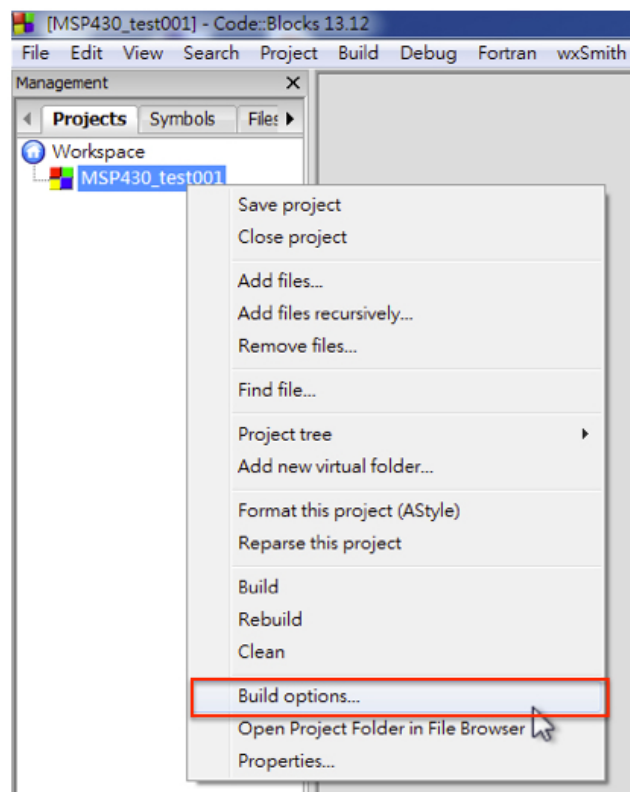 [MSP430_test001] - Code::Blocks 13.12
File Edit View Search Project Build Debug Fortran wxSmith
Management
Projects Symbols Files
Workspace
MSP430_test001
Save project
Close project
Add files...
Add files recursively...
Remove files...
Find file...
Project tree
Add new virtual folder...
Format this project (AStyle)
Reparse this project
Build
Rebuild
Clean
Build options...
Open Project Folder in File Browser
Properties...